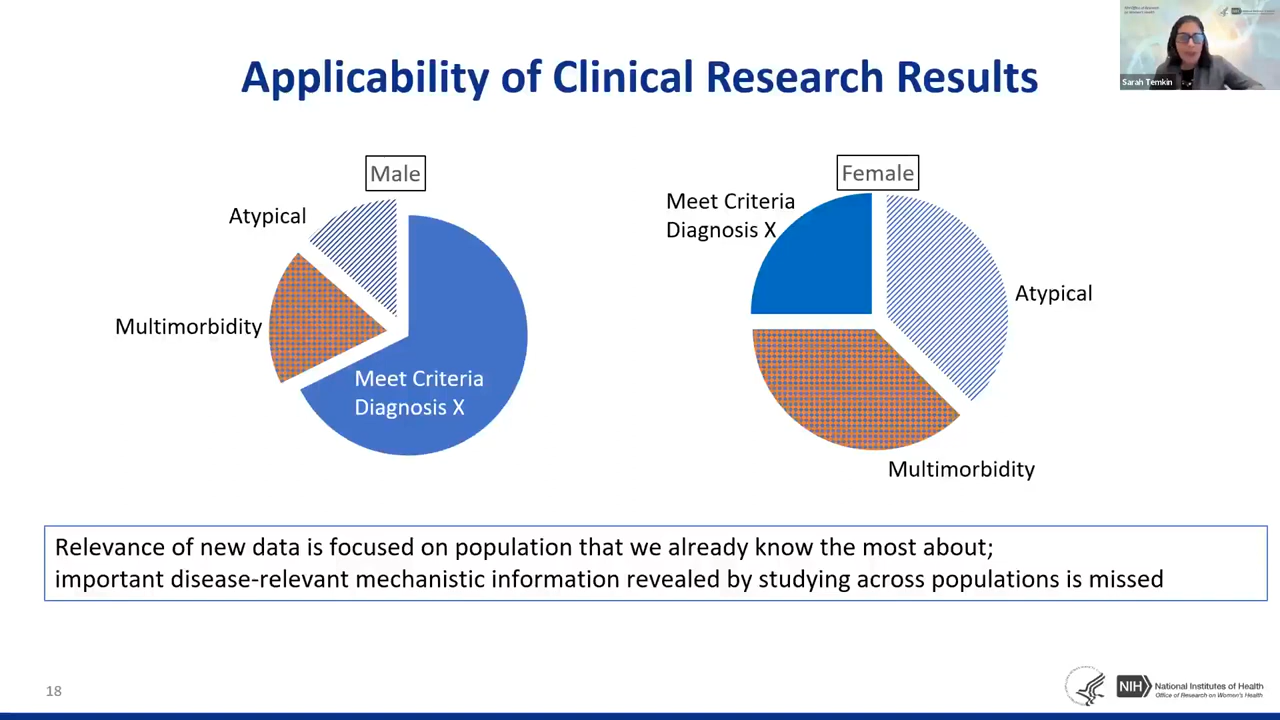 Applicability of Clinical Research Results
Sarah Temkin
Male
Atypical
Multimorbidity
Meet Criteria
Diagnosis X
Female
Meet Criteria
Diagnosis X
Atypical
Multimorbidity
Relevance of new data is focused on population that we already know the most about;
important disease-relevant mechanistic information revealed by studying across populations is missed
18
NIH
National Institutes of Health
Office of Research on Women's Health